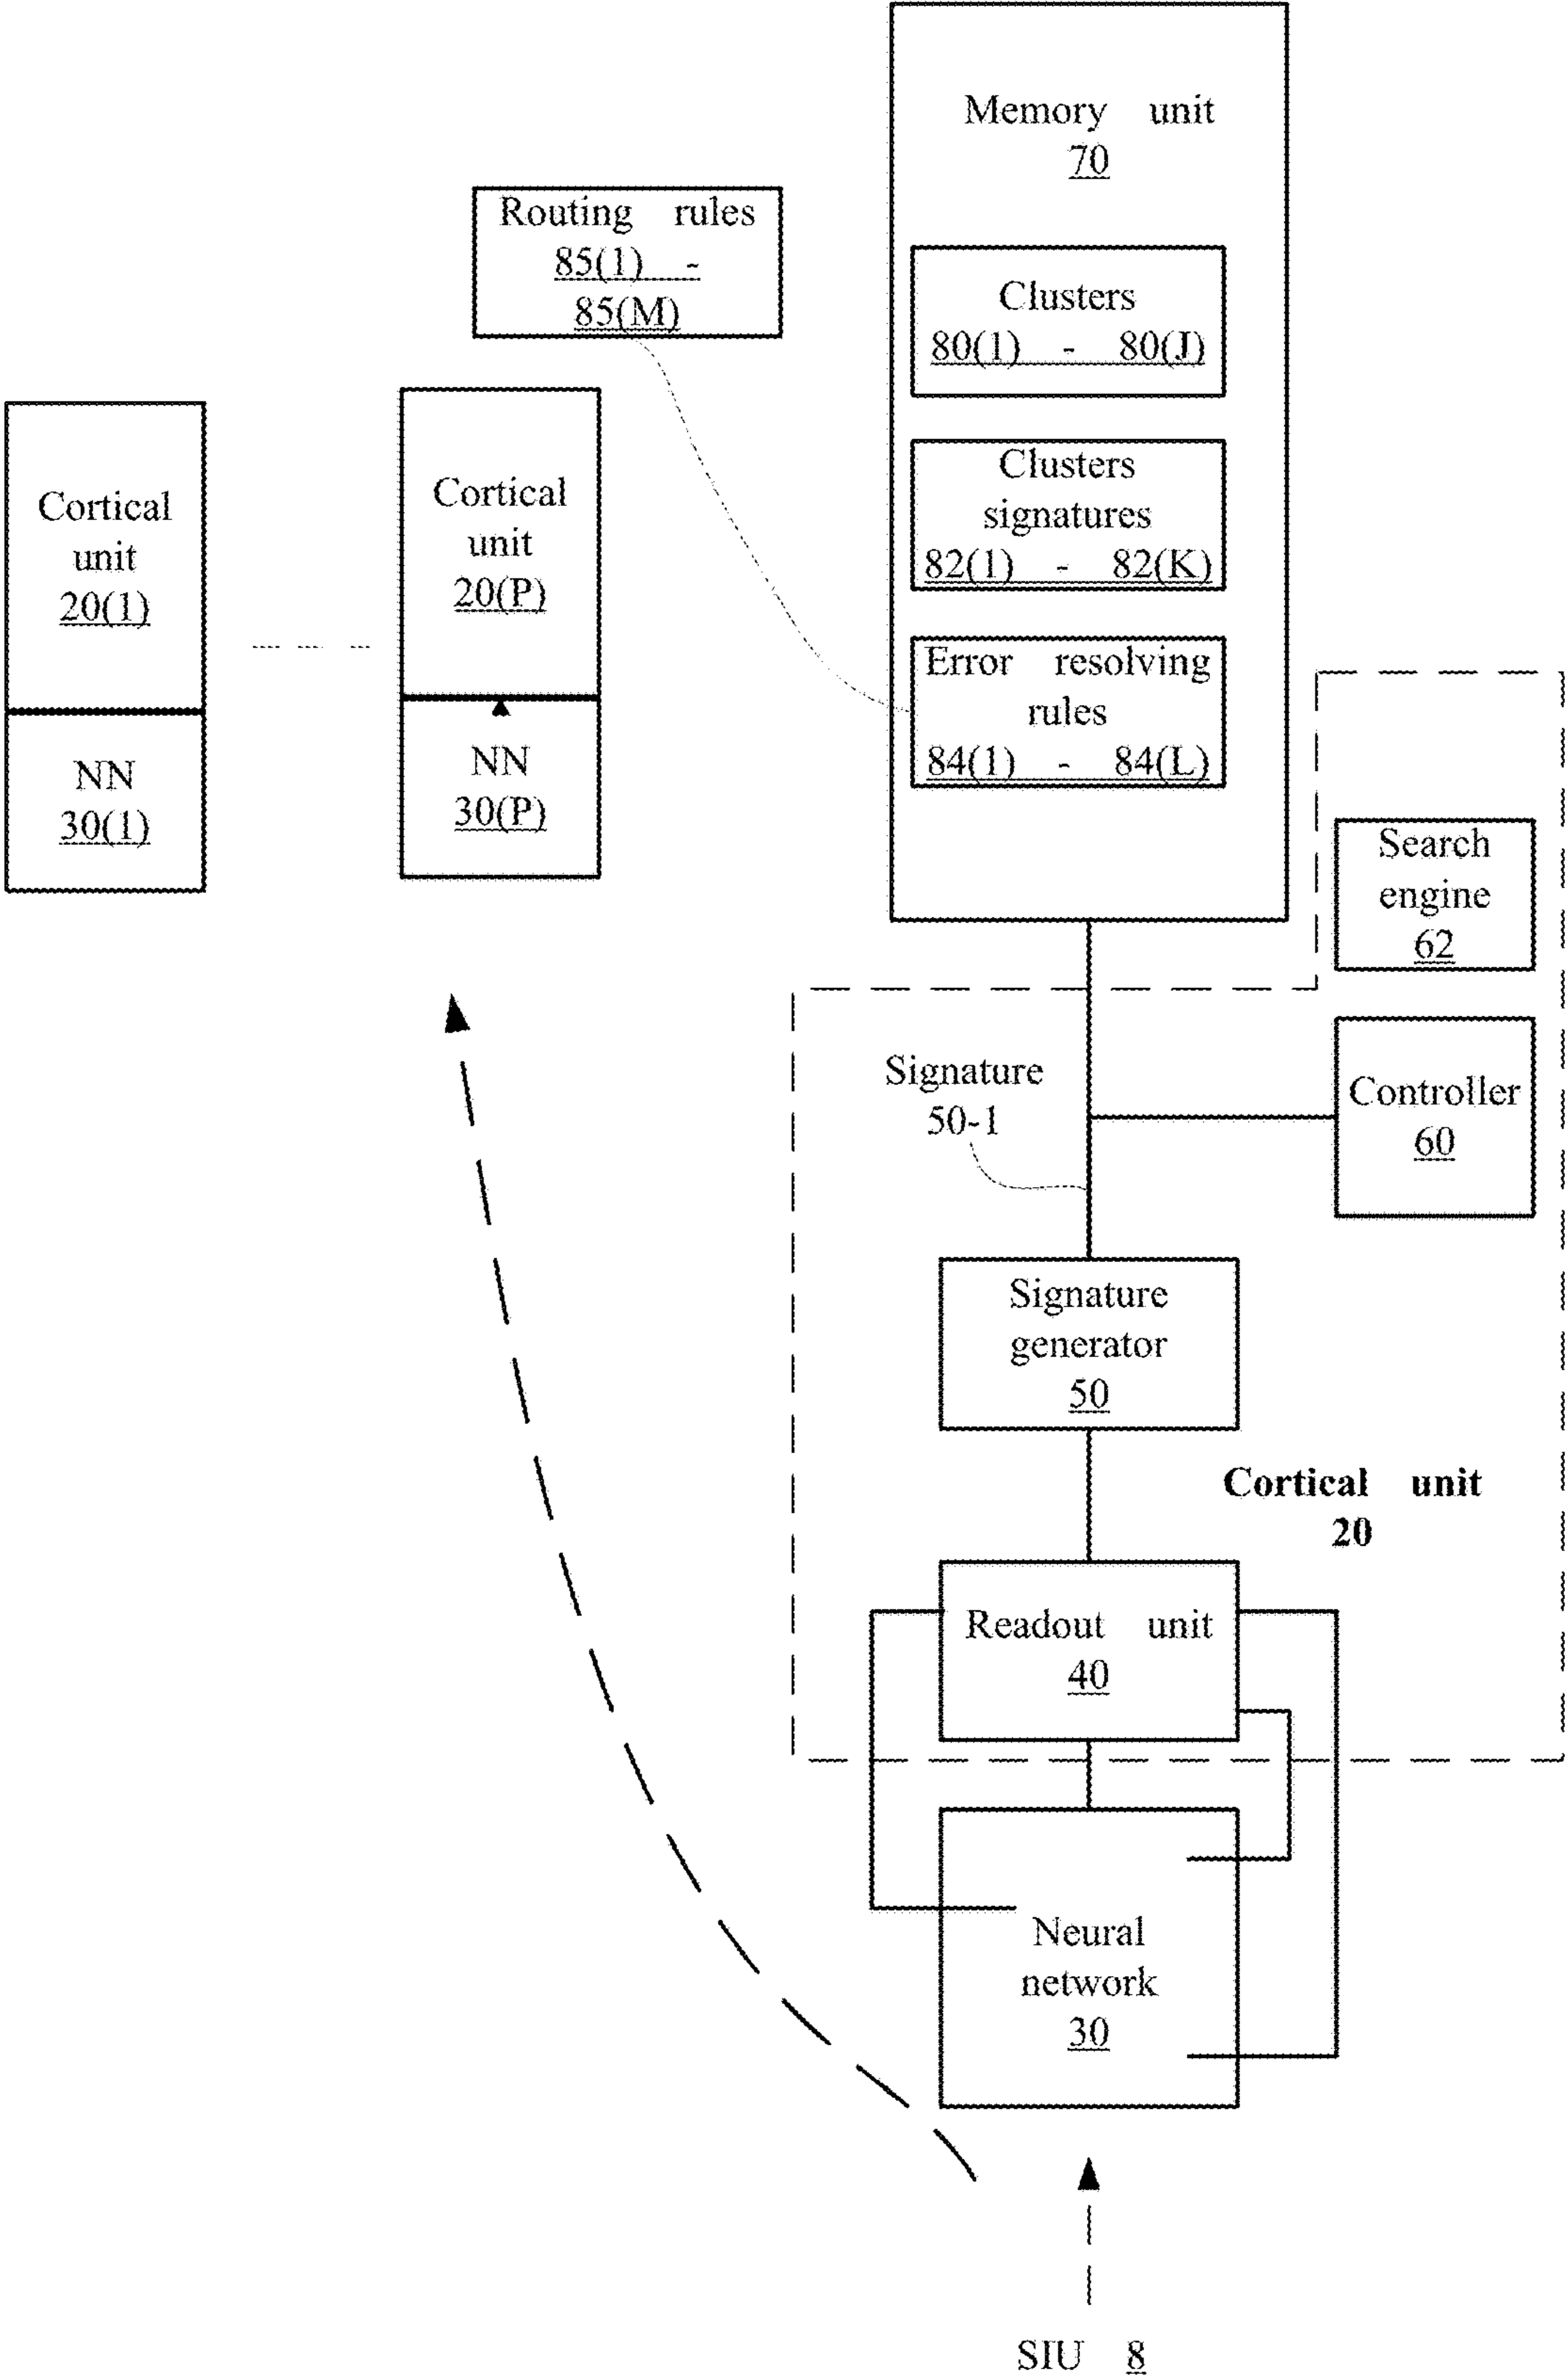 Memory unit
70
Routing rules
85(1) -
85(M)
Clusters
80(1) - 80(J)
Clusters
signatures
82(1) - 82(K)
Error resolving
rules
84(1) - 84(L)
Cortical
unit
20(1)
NN
30(1)
Cortical
unit
20(P)
NN
30(P)
Search
engine
62
Signature
50-1
Controller
60
Signature
generator
50
Cortical unit
20
Readout unit
40
Neural
network
30
SIU 8